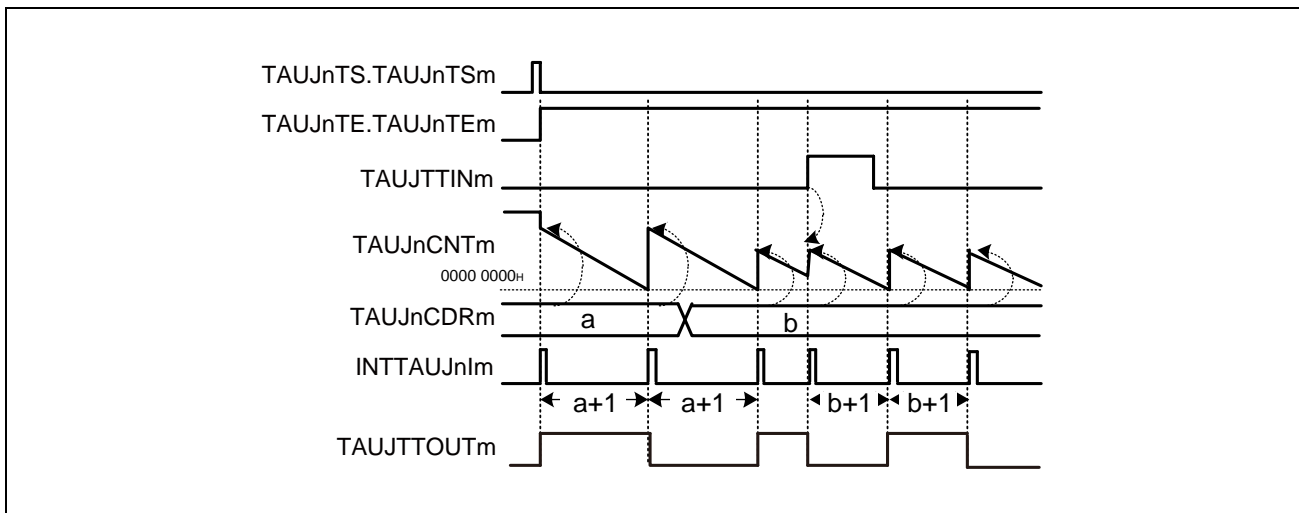 TAUJnTS.TAUJnTSm
TAUJnTE.TAUJnTEm
TAUJTTINm
TAUJnCNTm
0000 0000H
TAUJnCDRm
a
b
INTTAUJnIm
a+1 a+1 b+1 b+1
TAUJTTOUTm